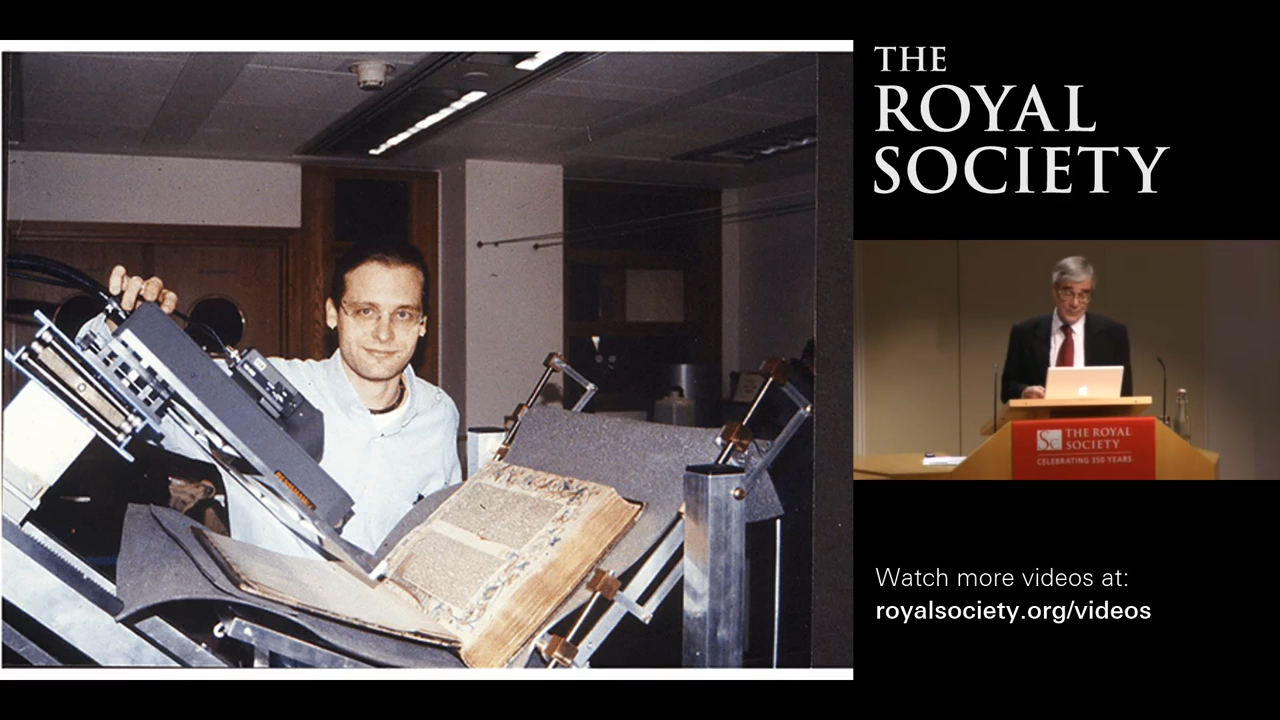 THE
ROYAL
SOCIETY
THE ROYAL
SOCIETY
CELEBRATING 350 YEARS
Watch more videos at:
royalsociety.org/videos